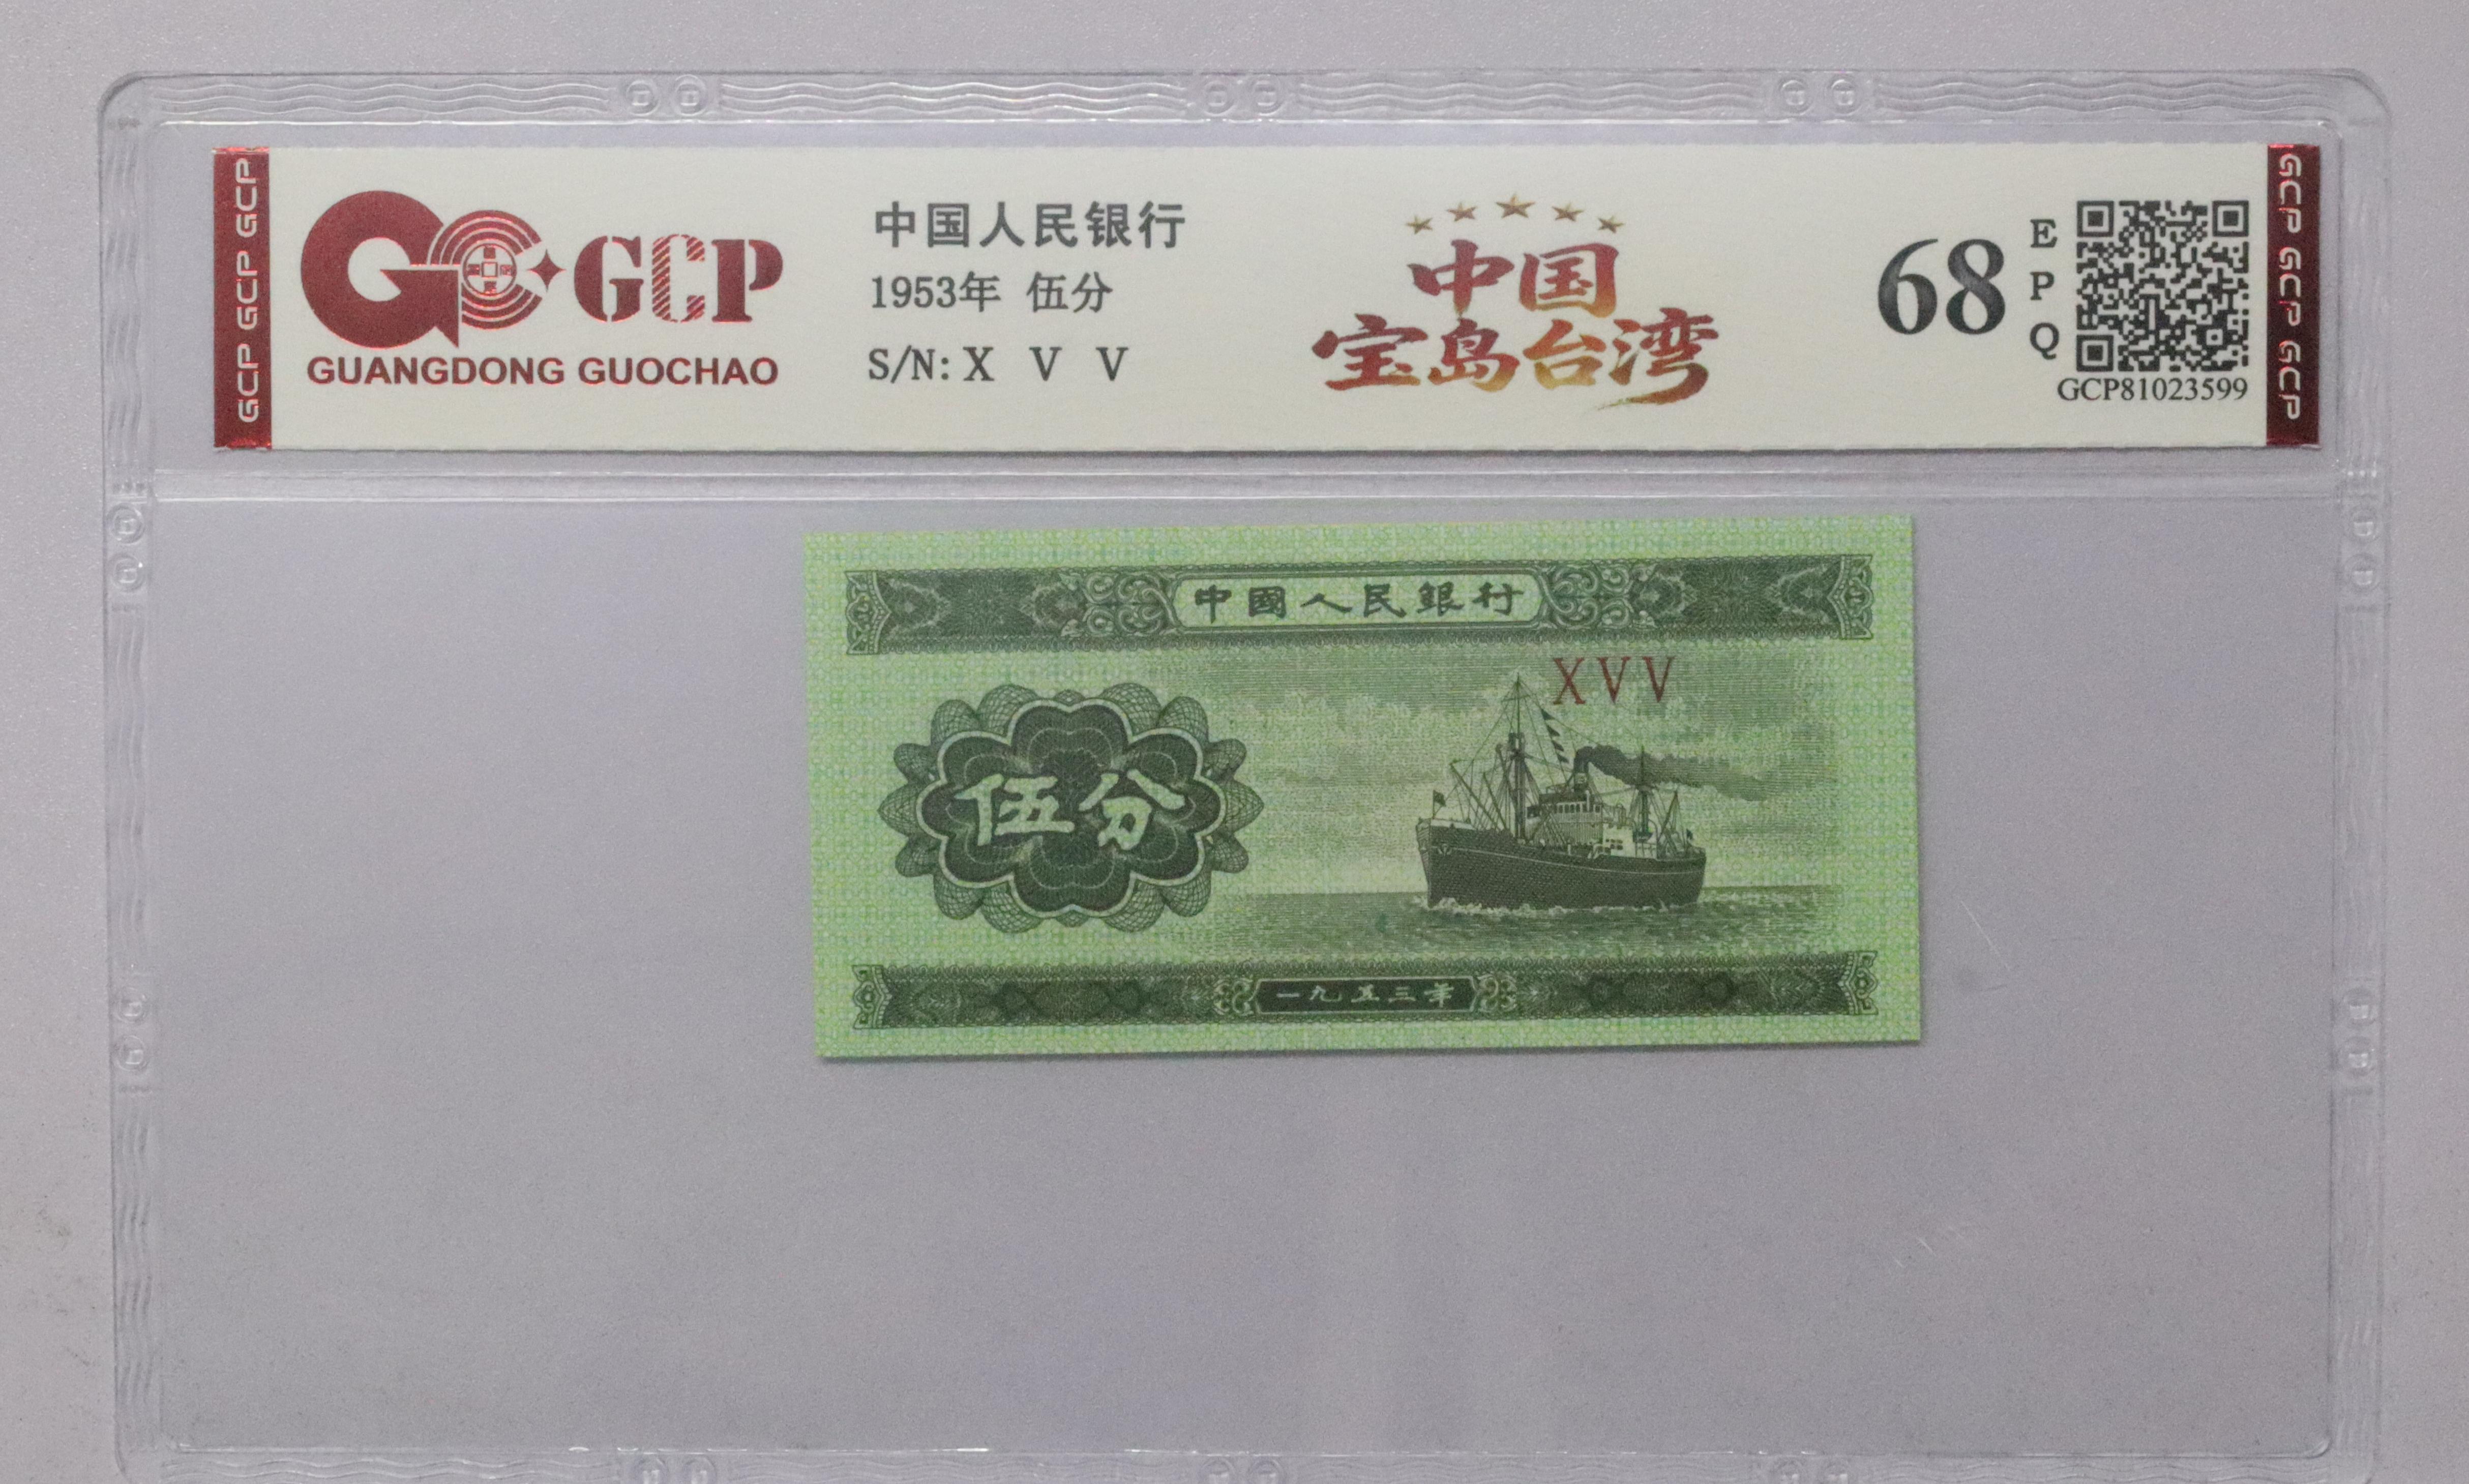 GCP GCP GCP
GCP
GUANGDONG GUOCHAO
中国人民银行
1953年 伍分
S/N: X V V
中国
宝岛台湾
68
E
P
Q
GCP81023599
GCP GCP GCP
中國人民銀行
XVV
伍分
一九五三年